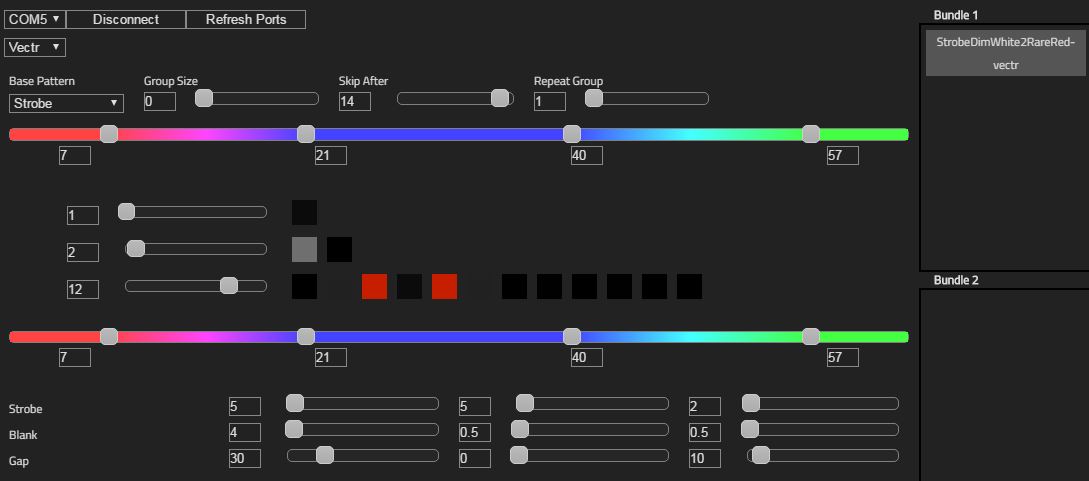 COM5 Disconnect Refresh Ports
Vectr
Base Pattern Group Size Skip After Repeat Group
Strobe 0 14 1
7 21 40 57
1
2
12
7 21 40 57
Strobe 5 5 2
Blank 4 0.5 0.5
Gap 30 0 10
Bundle 1
StrobeDimWhite2RareRed-
vectr
Bundle 2